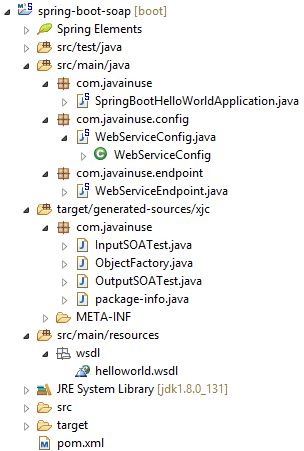 spring-boot-soap [boot]
Spring Elements
src/test/java
src/main/java
com.javainuse
SpringBootHelloWorldApplication.java
com.javainuse.config
WebServiceConfig.java
WebServiceConfig
com.javainuse.endpoint
WebServiceEndpoint.java
target/generated-sources/xjc
com.javainuse
InputSOATest.java
ObjectFactory.java
OutputSOATest.java
package-info.java
META-INF
src/main/resources
wsdl
helloworld.wsdl
JRE System Library [jdk1.8.0_131]
src
target
pom.xml